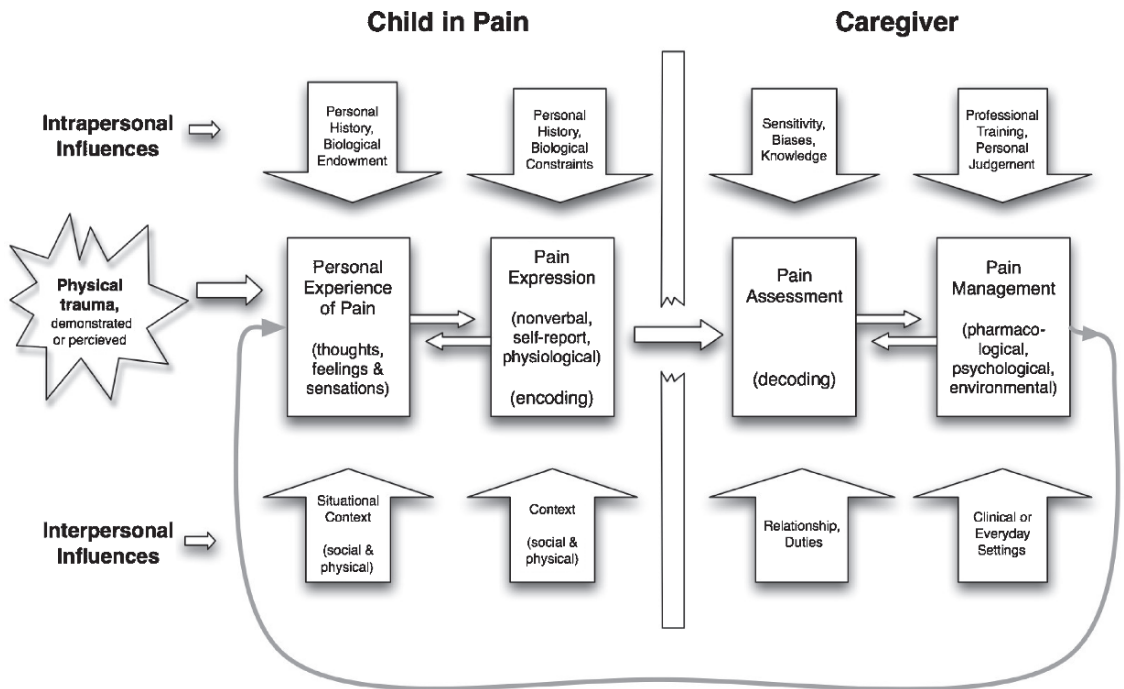 Child in Pain
Caregiver
Intrapersonal
Influences
Personal
History,
Biological
Endowment
Personal
History,
Biological
Constraints
Sensitivity,
Biases,
Knowledge
Professional
Training,
Personal
Judgement
Physical
trauma,
demonstrated
or percieved
Personal
Experience
of Pain
(thoughts,
feelings &
sensations)
Pain
Expression
(nonverbal,
self-report,
physiological)
(encoding)
Pain
Assessment
(decoding)
Pain
Management
(pharmaco-
logical,
psychological,
environmental)
Interpersonal
Influences
Situational
Context
(social &
physical)
Context
(social &
physical)
Relationship,
Duties
Clinical or
Everyday
Settings